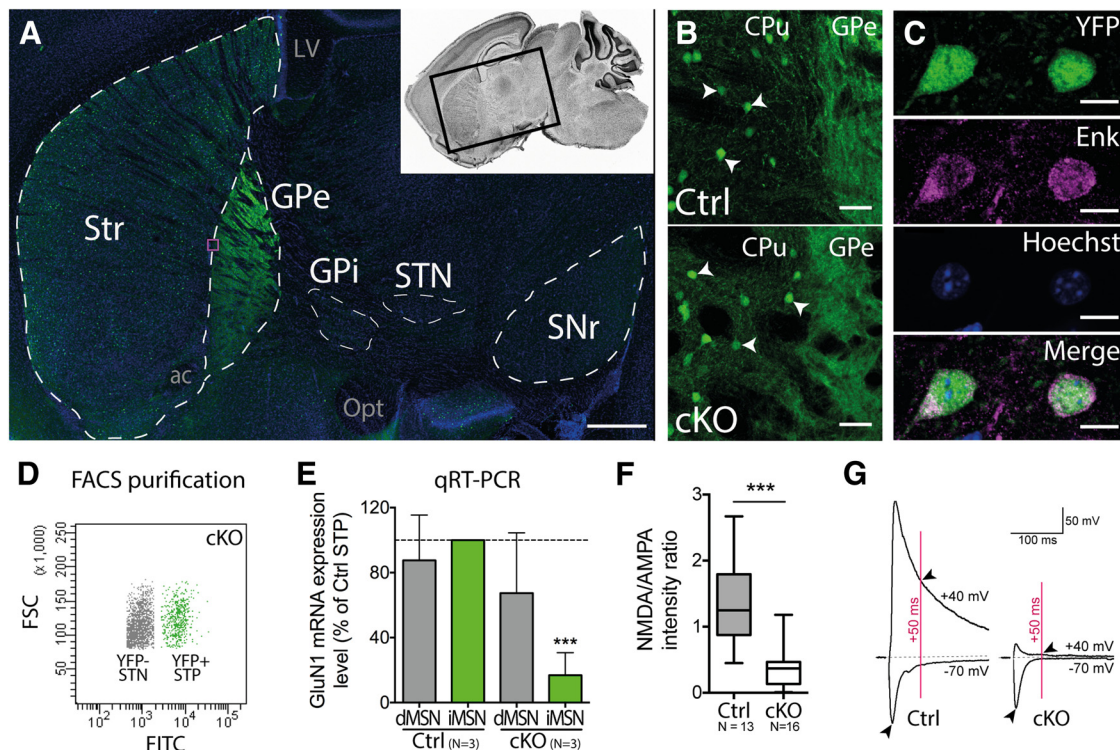 A
LV
Str
GPe
GPi
STN
SNr
ac
Opt
B
CPu GPe
Ctrl
CPu GPe
cKO
C
YFP
Enk
Hoechst
Merge
D
FACS purification
cKO
FSC
(x 1,000)
250
200
150
100
50
YFP- YFP+
STN STP
10² 10³ 10⁴ 10⁵
FITC
E
qRT-PCR
GluN1 mRNA expression
level (% of Ctrl STP)
120
80
40
0
***
dMSN iMSN dMSN iMSN
Ctrl (N=3) cKO (N=3)
F
***
NMDA/AMPA
intensity ratio
3
2
1
0
Ctrl cKO
N = 13 N=16
G
50 mV
100 ms
+50 ms
+40 mV
-70 mV
Ctrl
+50 ms
+40 mV
-70 mV
cKO